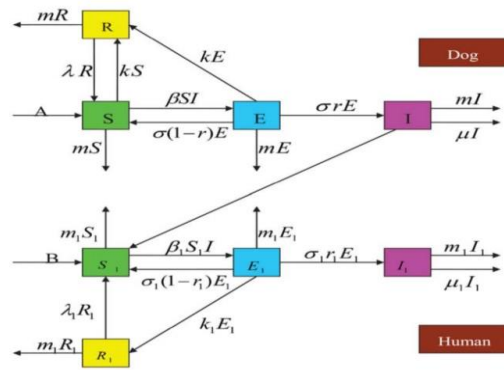 mR R Dog
λR kS kE
A S βSI E σrE I mI
σ(1−r)E μI
mS mE
m₁S₁ m₁E₁
B S₁ β₁S₁I E₁ σ₁r₁E₁ I₁ m₁I₁
σ₁(1−r₁)E₁ μ₁I₁
λ₁R₁ k₁E₁
m₁R₁ R₁ Human